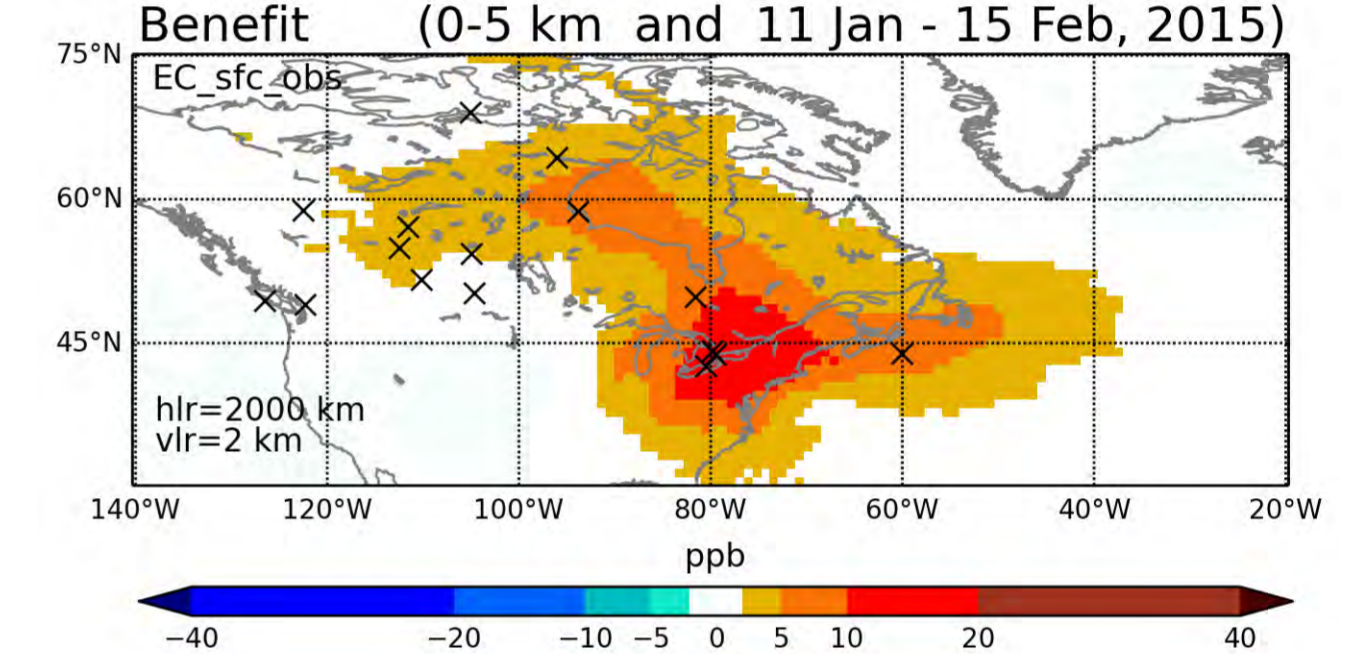 Benefit (0-5 km and 11 Jan - 15 Feb, 2015)
75°N
EC_sfc_obs
60°N
45°N
hlr=2000 km
vlr=2 km
140°W 120°W 100°W 80°W 60°W 40°W 20°W
ppb
−40 −20 −10 −5 0 5 10 20 40